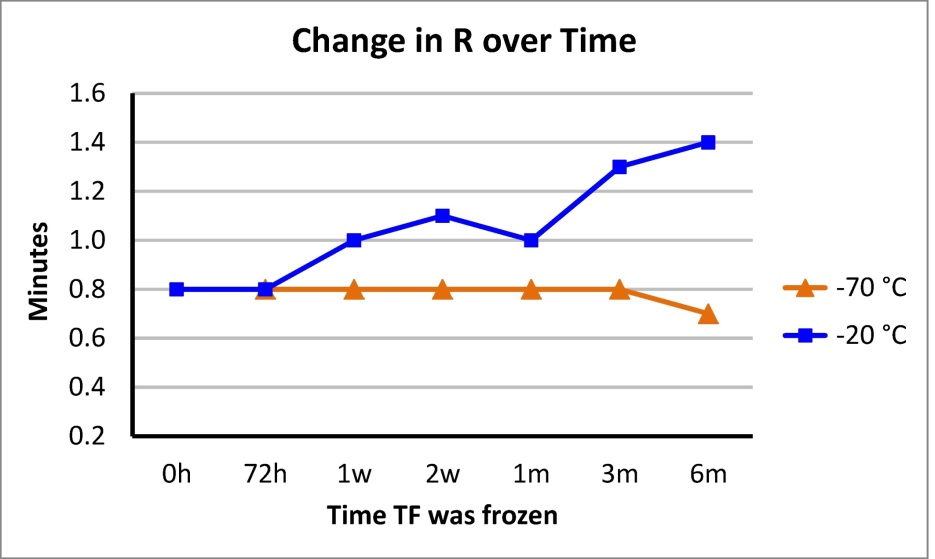 Change in R over Time
1.6
1.4
1.2
1.0
0.8
0.6
0.4
0.2
Minutes
0h 72h 1w 2w 1m 3m 6m
Time TF was frozen
-70 °C
-20 °C